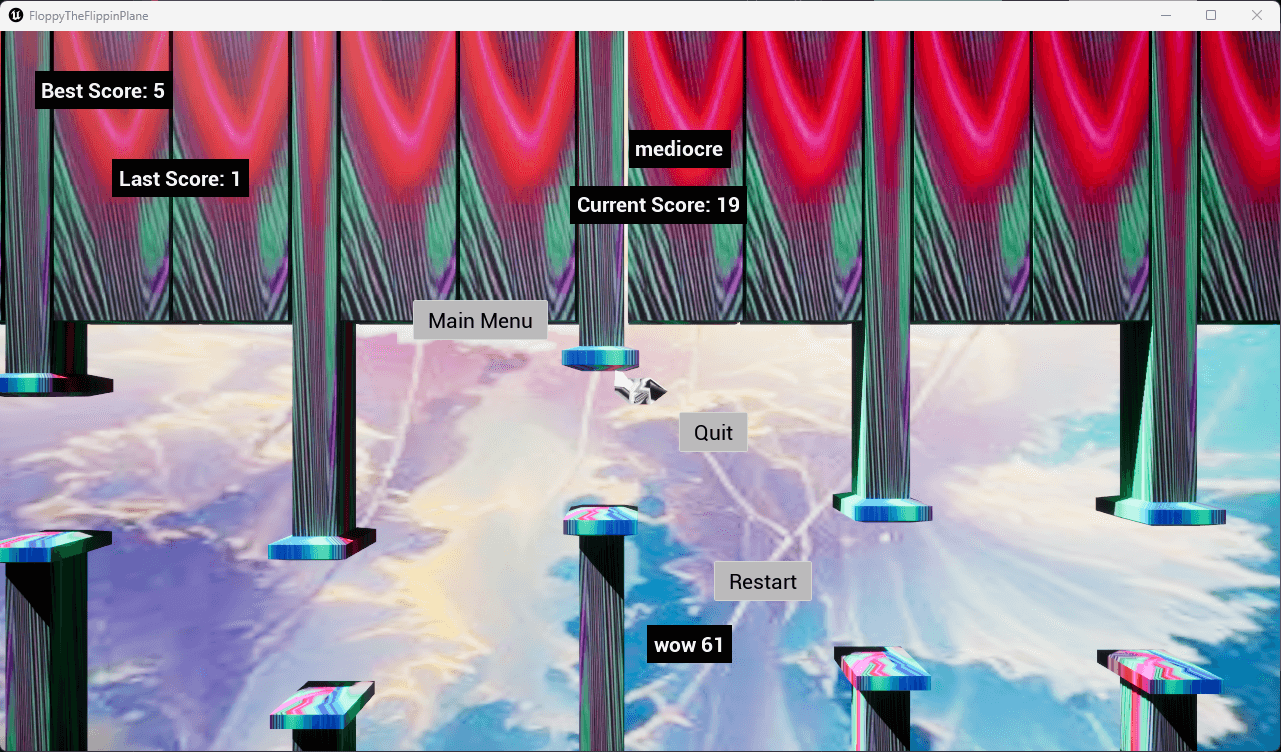 FloppyTheFlippinPlane
Best Score: 5
mediocre
Last Score: 1
Current Score: 19
Main Menu
Quit
Restart
wow 61